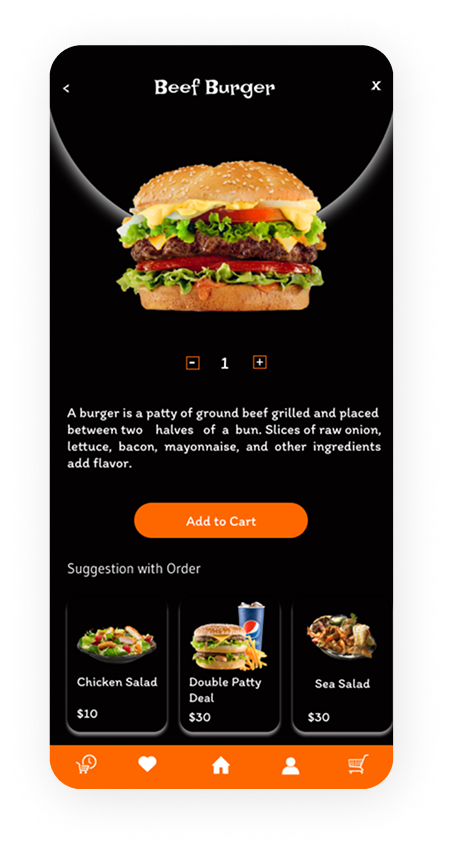 < Beef Burger x
- 1 +
A burger is a patty of ground beef grilled and placed
between two halves of a bun. Slices of raw onion,
lettuce, bacon, mayonnaise, and other ingredients
add flavor.
Add to Cart
Suggestion with Order
Chicken Salad
$10
Double Patty
Deal
$30
Sea Salad
$30